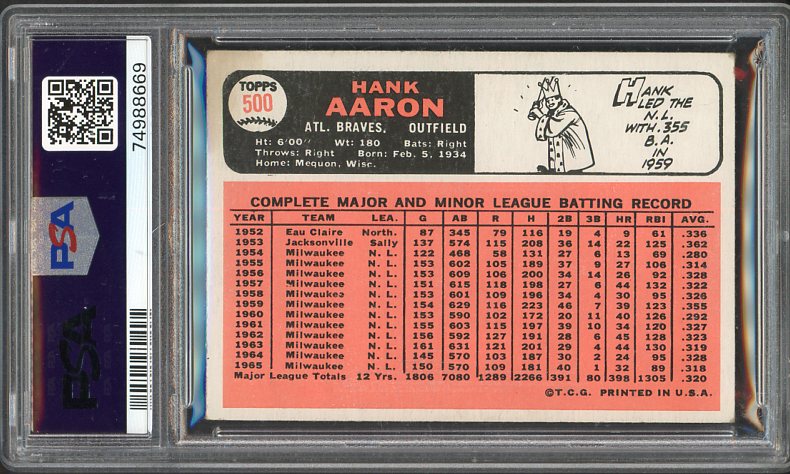 74988669
PSA
PSA
TOPPS
500
HANK
AARON
ATL. BRAVES, OUTFIELD
Ht: 6'00" Wt: 180 Bats: Right
Throws: Right Born: Feb. 5, 1934
Home: Mequon, Wisc.
HANK
LED THE
N.L.
WITH .355
B.A.
IN
1959
COMPLETE MAJOR AND MINOR LEAGUE BATTING RECORD
YEAR TEAM LEA. G AB R H 2B 3B HR RBI AVG.
1952 Eau Claire North. 87 345 79 116 19 4 9 61 .336
1953 Jacksonville Sally 137 574 115 208 36 14 22 125 .362
1954 Milwaukee N. L. 122 468 58 131 27 6 13 69 .280
1955 Milwaukee N. L. 153 602 105 189 37 9 27 106 .314
1956 Milwaukee N. L. 153 609 106 200 34 14 26 92 .328
1957 Milwaukee N. L. 151 615 118 198 27 6 44 132 .322
1958 Milwaukee N. L. 153 601 109 196 34 4 30 95 .326
1959 Milwaukee N. L. 154 629 116 223 46 7 39 123 .355
1960 Milwaukee N. L. 153 590 102 172 20 11 40 126 .292
1961 Milwaukee N. L. 155 603 115 197 39 10 34 120 .327
1962 Milwaukee N. L. 156 592 127 191 28 6 45 128 .323
1963 Milwaukee N. L. 161 631 121 201 29 4 44 130 .319
1964 Milwaukee N. L. 145 570 103 187 30 2 24 95 .328
1965 Milwaukee N. L. 150 570 109 181 40 1 32 89 .318
Major League Totals 12 Yrs. 1806 7080 1289 2266 391 80 398 1305 .320
©T.C.G. PRINTED IN U.S.A.